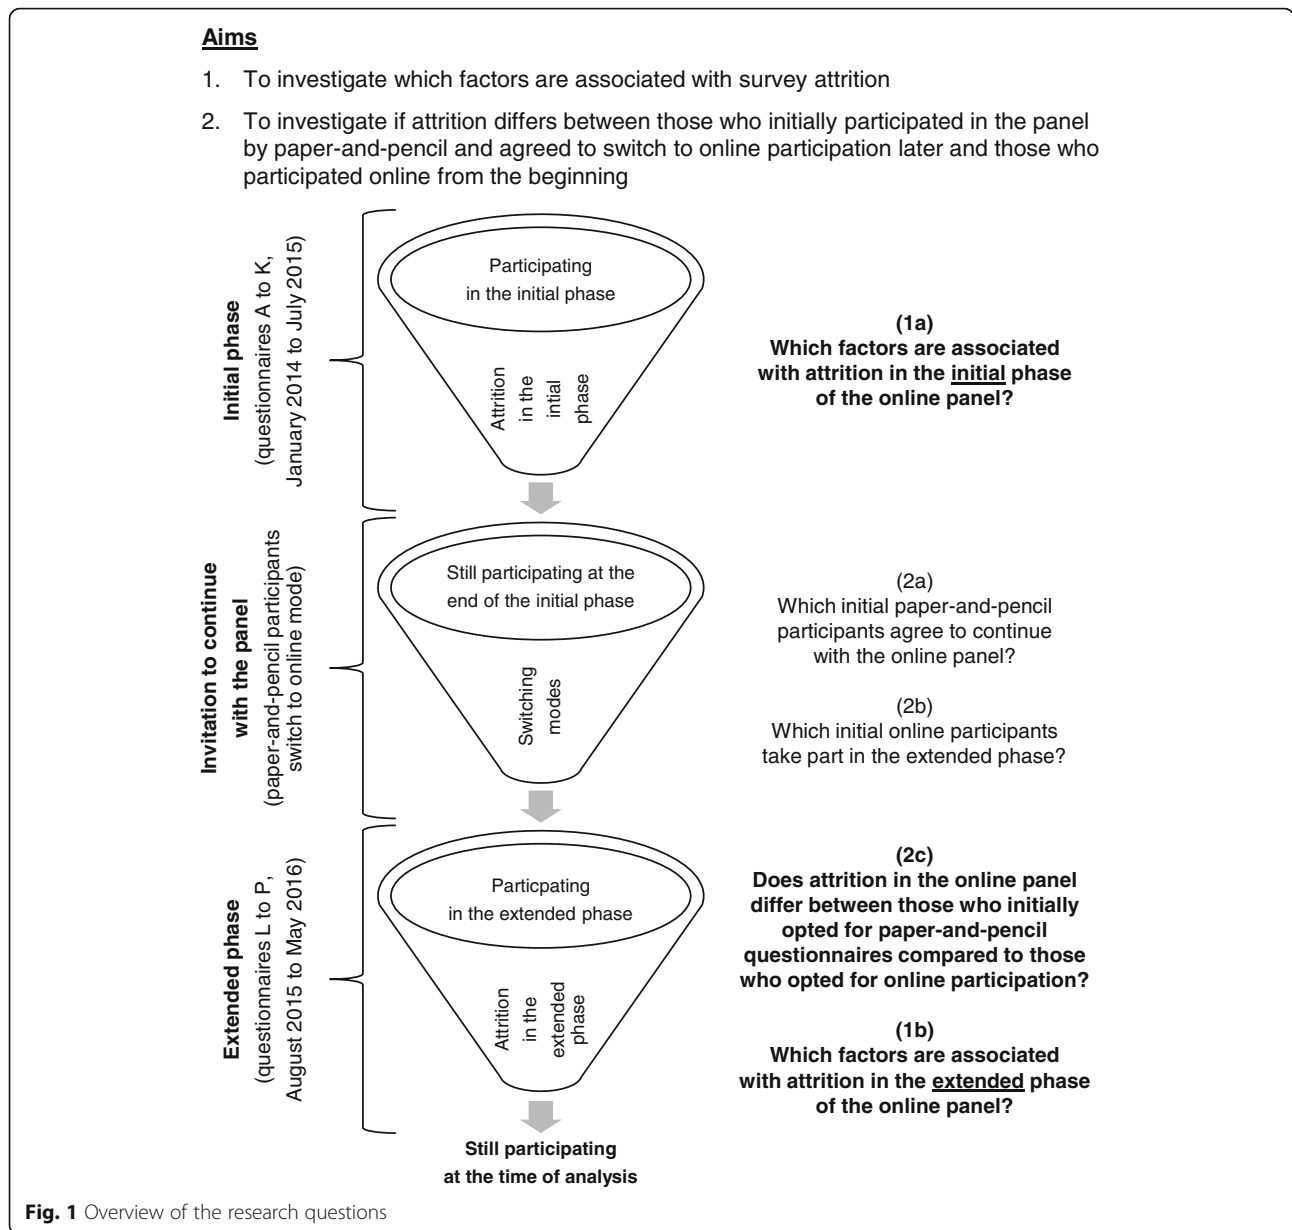 Aims
1. To investigate which factors are associated with survey attrition
2. To investigate if attrition differs between those who initially participated in the panel
by paper-and-pencil and agreed to switch to online participation later and those who
participated online from the beginning
Initial phase
(questionnaires A to K,
January 2014 to July 2015)
Participating
in the initial phase
Attrition
in the
intial
phase
(1a)
Which factors are associated
with attrition in the initial phase
of the online panel?
Invitation to continue
with the panel
(paper-and-pencil participants
switch to online mode)
Still participating at the
end of the initial phase
Switching
modes
(2a)
Which initial paper-and-pencil
participants agree to continue
with the online panel?
(2b)
Which initial online participants
take part in the extended phase?
Extended phase
(questionnaires L to P,
August 2015 to May 2016)
Particpating
in the extended phase
Attrition
in the
extended
phase
(2c)
Does attrition in the online panel
differ between those who initially
opted for paper-and-pencil
questionnaires compared to those
who opted for online participation?
(1b)
Which factors are associated
with attrition in the extended phase
of the online panel?
Still participating
at the time of analysis
Fig. 1 Overview of the research questions